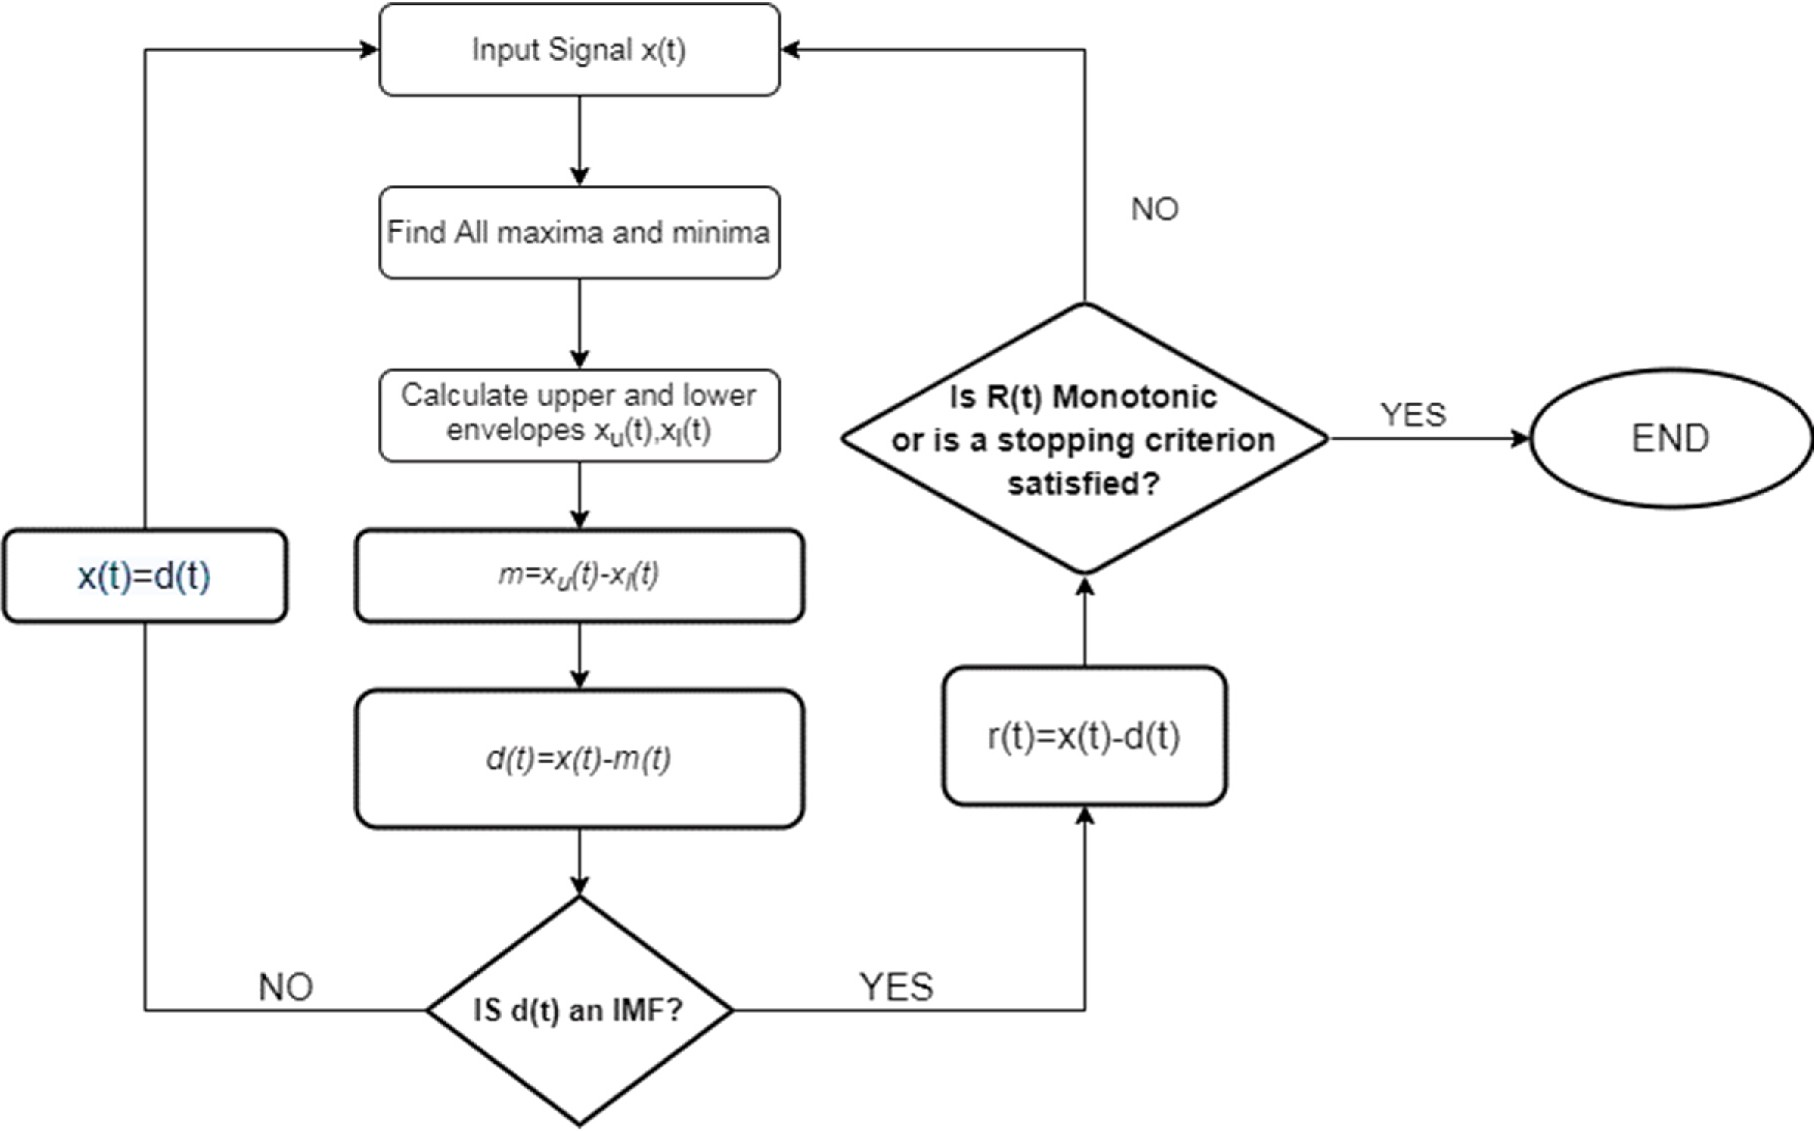 Input Signal x(t)
Find All maxima and minima
Calculate upper and lower
envelopes xu(t),xl(t)
m=xu(t)-xl(t)
d(t)=x(t)-m(t)
IS d(t) an IMF?
NO
x(t)=d(t)
YES
r(t)=x(t)-d(t)
Is R(t) Monotonic
or is a stopping criterion
satisfied?
NO
YES
END